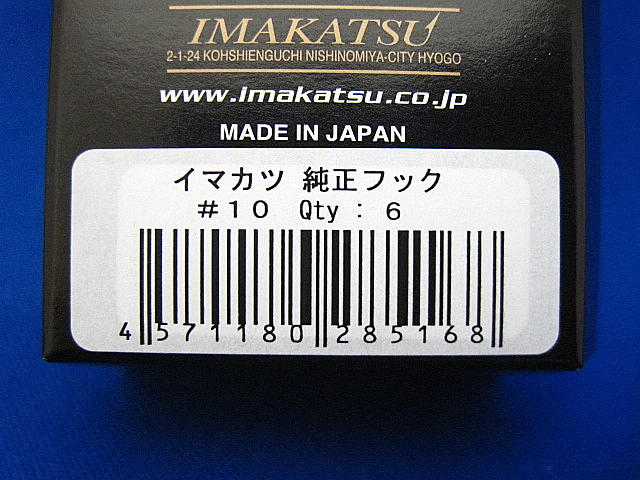 IMAKATSU
2-1-24 KOHSHIENGUCHI NISHINOMIYA-CITY HYOGO
www.imakatsu.co.jp
MADE IN JAPAN
イマカツ 純正フック
#10 Qty : 6
4 571180 285168